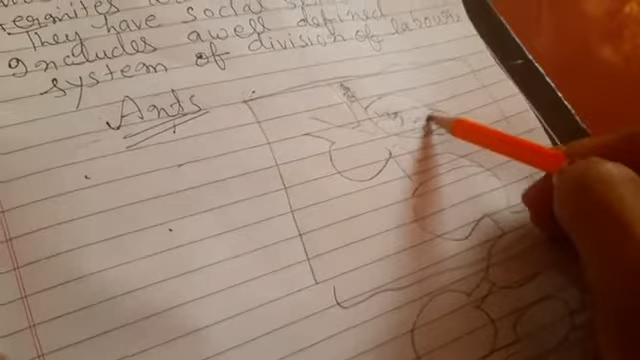 termites
They have social
Includes a well defined
system of division of labour.
Ants